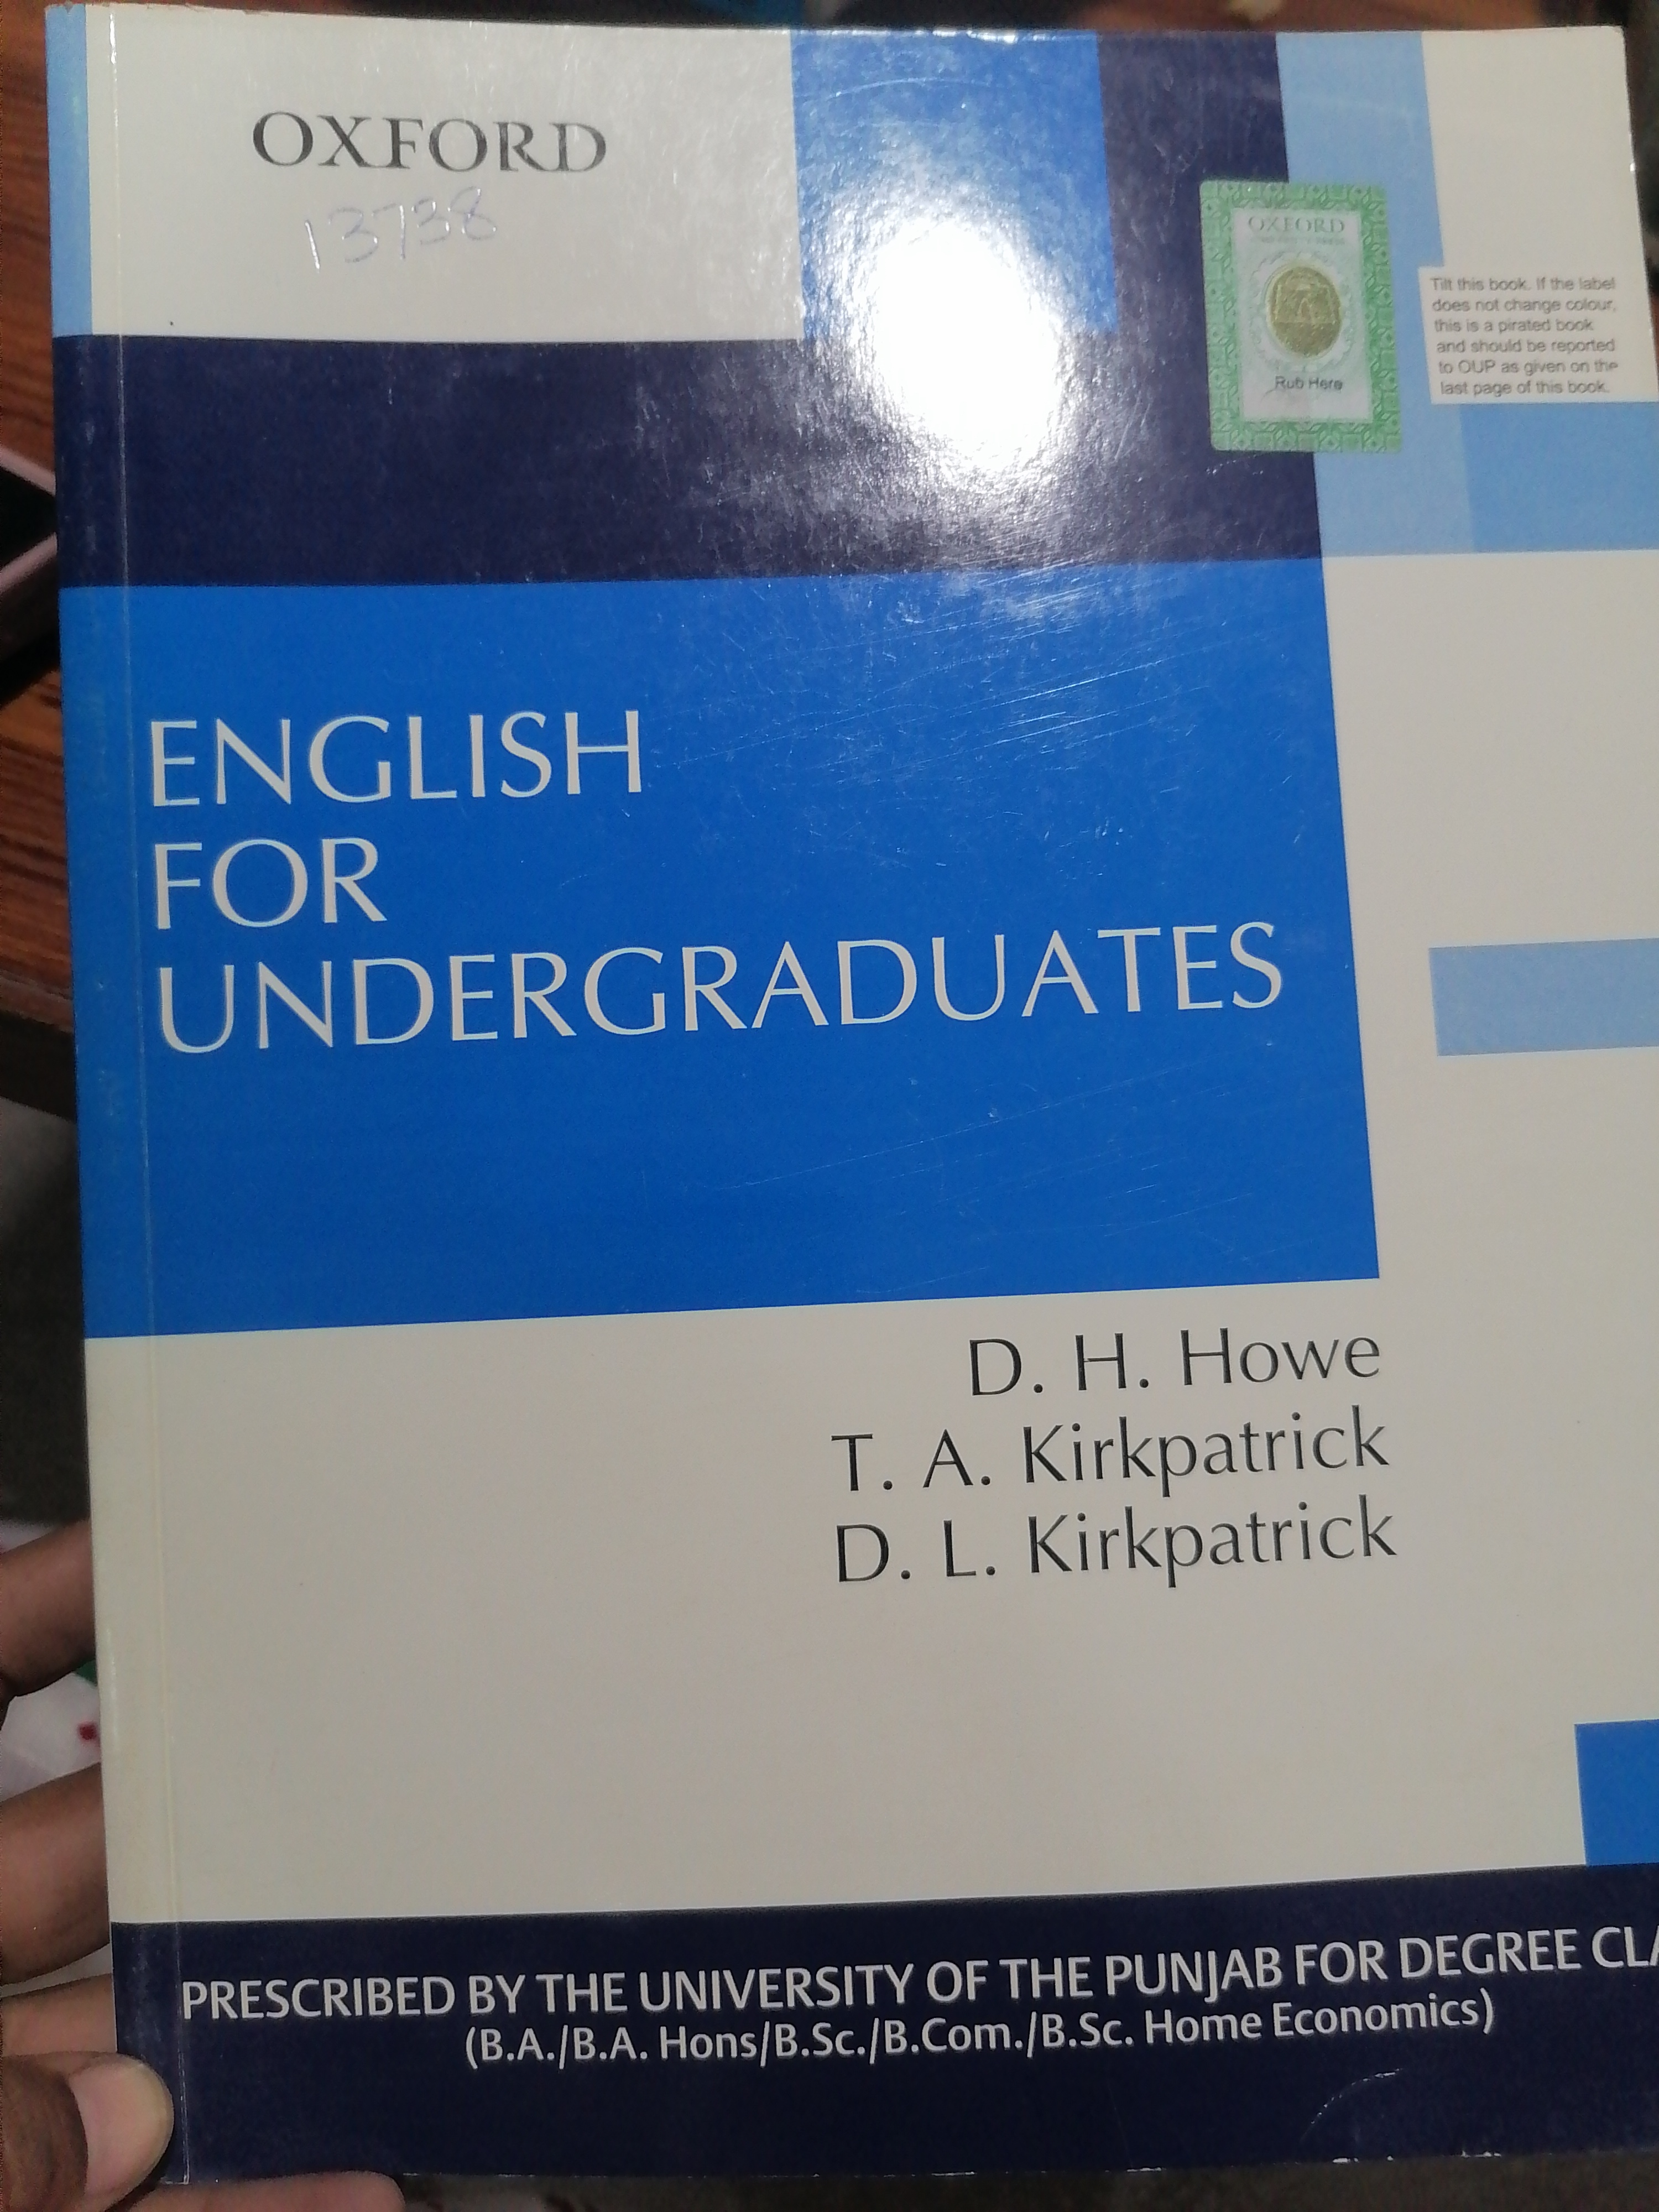 OXFORD
13738
OXFORD
Rub Here
Tilt this book. If the label
does not change colour,
this is a pirated book
and should be reported
to OUP as given on the
last page of this book.
ENGLISH
FOR
UNDERGRADUATES
D. H. Howe
T. A. Kirkpatrick
D. L. Kirkpatrick
PRESCRIBED BY THE UNIVERSITY OF THE PUNJAB FOR DEGREE CLA
(B.A./B.A. Hons/B.Sc./B.Com./B.Sc. Home Economics)